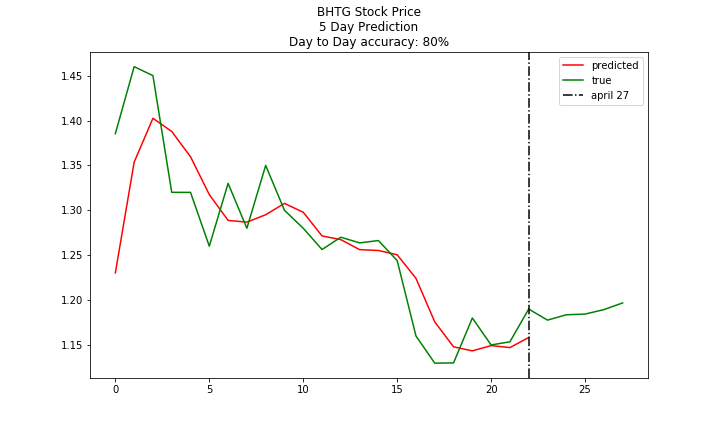 BHTG Stock Price
5 Day Prediction
Day to Day accuracy: 80%
predicted
true
april 27
1.45
1.40
1.35
1.30
1.25
1.20
1.15
0 5 10 15 20 25